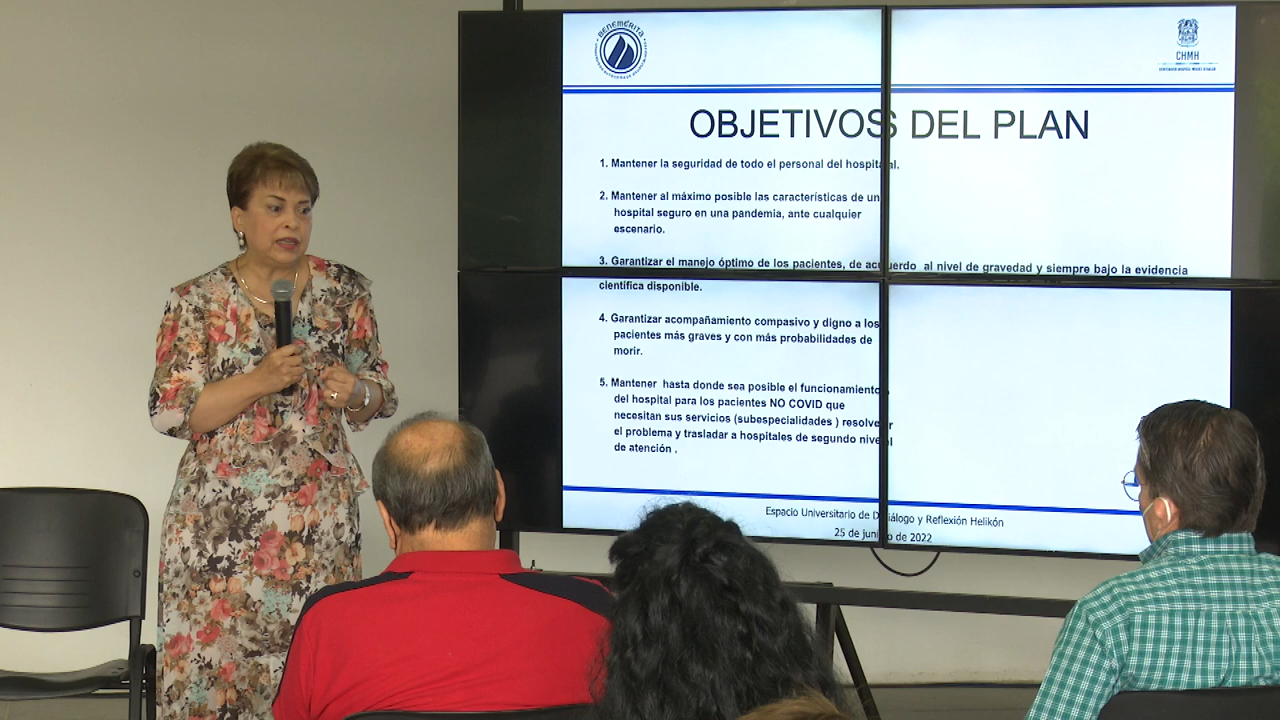 BENEMÉRITA
CHMH
CENTENARIO HOSPITAL MIGUEL HIDALGO
OBJETIVOS DEL PLAN
1. Mantener la seguridad de todo el personal del hospital.
2. Mantener al máximo posible las características de un
hospital seguro en una pandemia, ante cualquier
escenario.
3. Garantizar el manejo óptimo de los pacientes, de acuerdo al nivel de gravedad y siempre bajo la evidencia
científica disponible.
4. Garantizar acompañamiento compasivo y digno a los
pacientes más graves y con más probabilidades de
morir.
5. Mantener hasta donde sea posible el funcionamiento
del hospital para los pacientes NO COVID que
necesitan sus servicios (subespecialidades ) resolver
el problema y trasladar a hospitales de segundo nivel
de atención .
Espacio Universitario de Diálogo y Reflexión Helikón
25 de junio de 2022